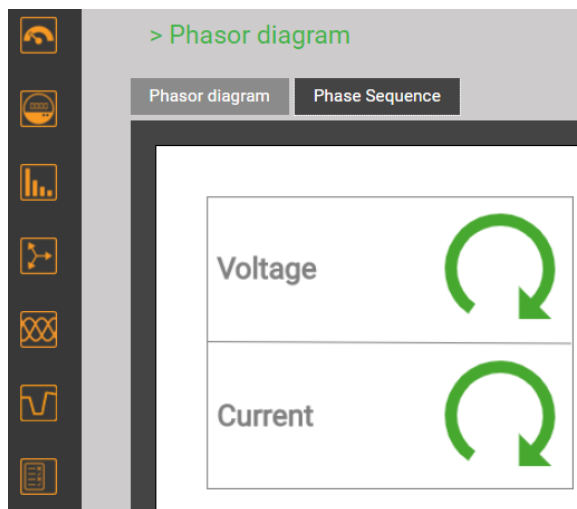 > Phasor diagram
Phasor diagram Phase Sequence
Voltage
Current